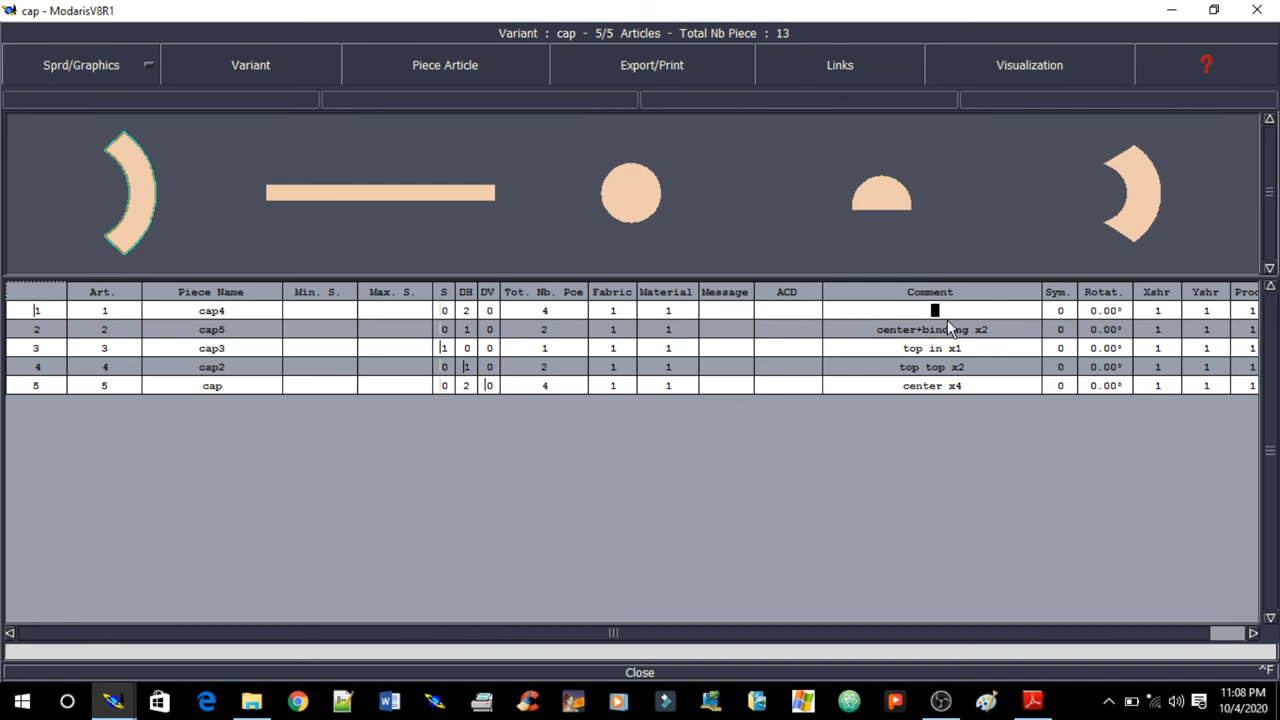 cap - ModarisV8R1
Variant : cap - 5/5 Articles - Total Nb Piece : 13
Sprd/Graphics Variant Piece Article Export/Print Links Visualization ?
Art. Piece Name Min. S. Max. S. S DH DV Tot. Nb. Pce Fabric Material Message ACD Comment Sym. Rotat. Xshr Yshr Prod
1 1 cap4 0 2 0 4 1 1 0 0.00° 1 1 1
2 2 cap5 0 1 0 2 1 1 center+binding x2 0 0.00° 1 1 1
3 3 cap3 1 0 0 1 1 1 top in x1 0 0.00° 1 1 1
4 4 cap2 0 1 0 2 1 1 top top x2 0 0.00° 1 1 1
5 5 cap 0 2 0 4 1 1 center x4 0 0.00° 1 1 1
Close ^F
11:08 PM
10/4/2020